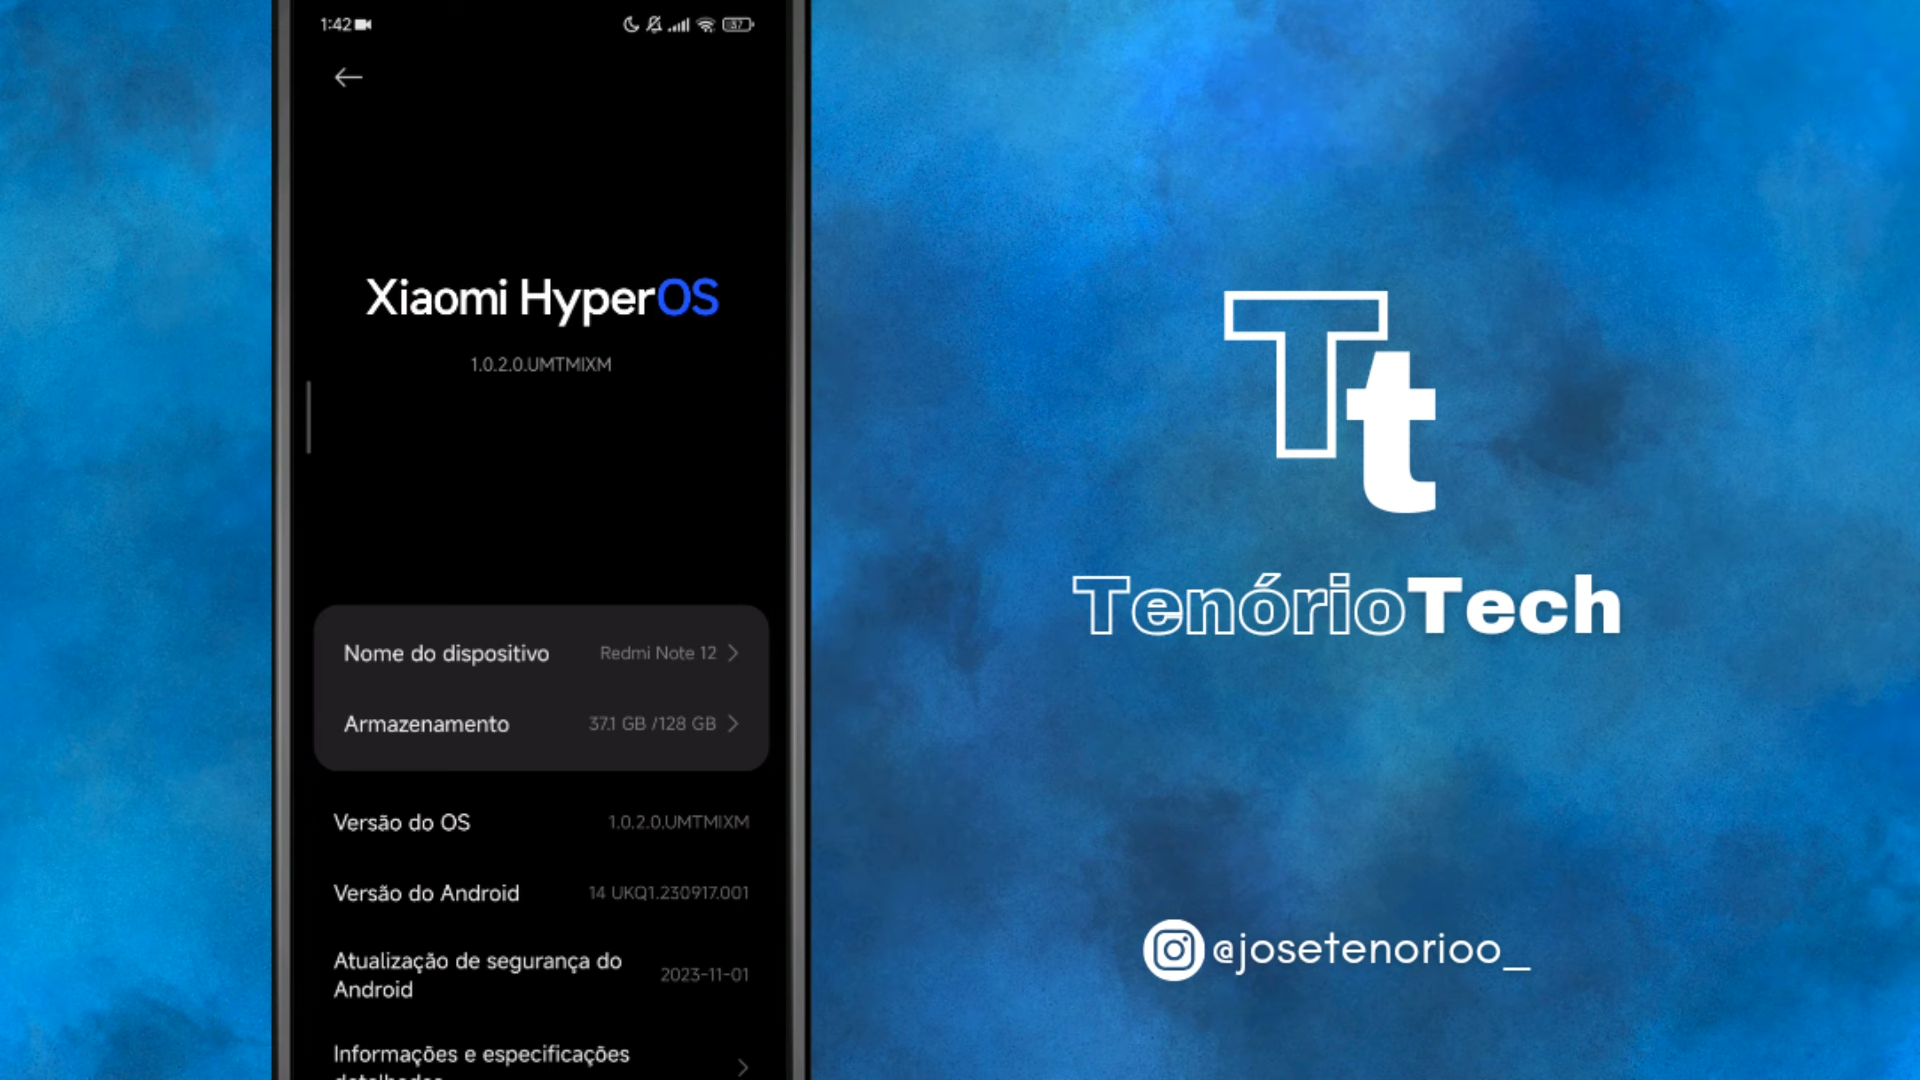 1:42
37
Xiaomi HyperOS
1.0.2.0.UMTMIXM
Nome do dispositivo Redmi Note 12
Armazenamento 37.1 GB /128 GB
Versão do OS 1.0.2.0.UMTMIXM
Versão do Android 14 UKQ1.230917.001
Atualização de segurança do
Android
2023-11-01
Informações e especificações
Tt
TenórioTech
@josetenorioo_